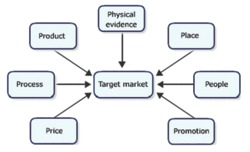 Physical
evidence
Product
Place
Process
Target market
People
Price
Promotion